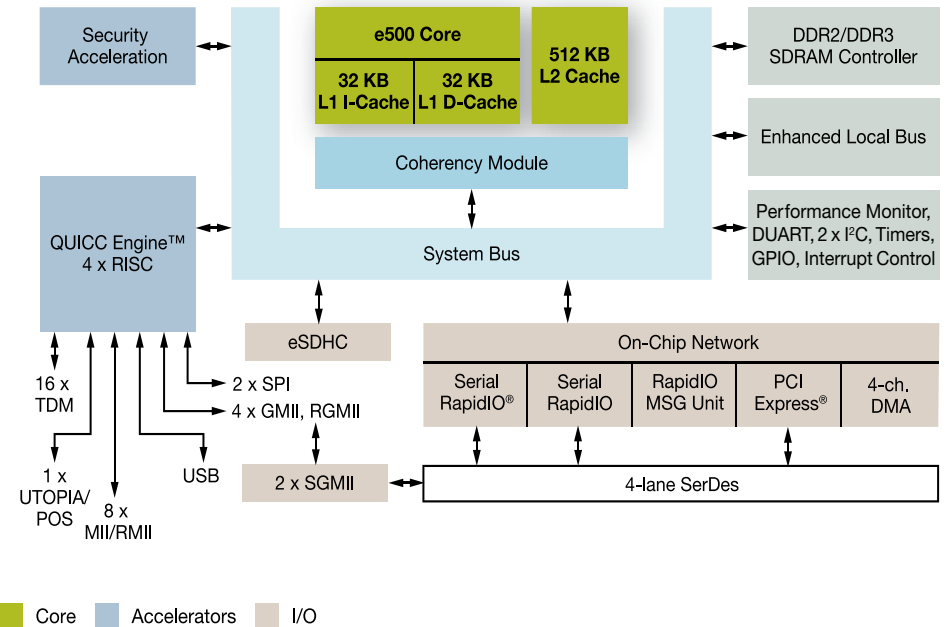 Security
Acceleration
e500 Core
32 KB
L1 I-Cache
32 KB
L1 D-Cache
512 KB
L2 Cache
DDR2/DDR3
SDRAM Controller
Coherency Module
Enhanced Local Bus
QUICC Engine™
4 x RISC
System Bus
Performance Monitor,
DUART, 2 x I²C, Timers,
GPIO, Interrupt Control
eSDHC
On-Chip Network
16 x
TDM
2 x SPI
4 x GMII, RGMII
Serial
RapidIO®
Serial
RapidIO
RapidIO
MSG Unit
PCI
Express®
4-ch.
DMA
1 x
UTOPIA/
POS
8 x
MII/RMII
USB
2 x SGMII
4-lane SerDes
Core
Accelerators
I/O